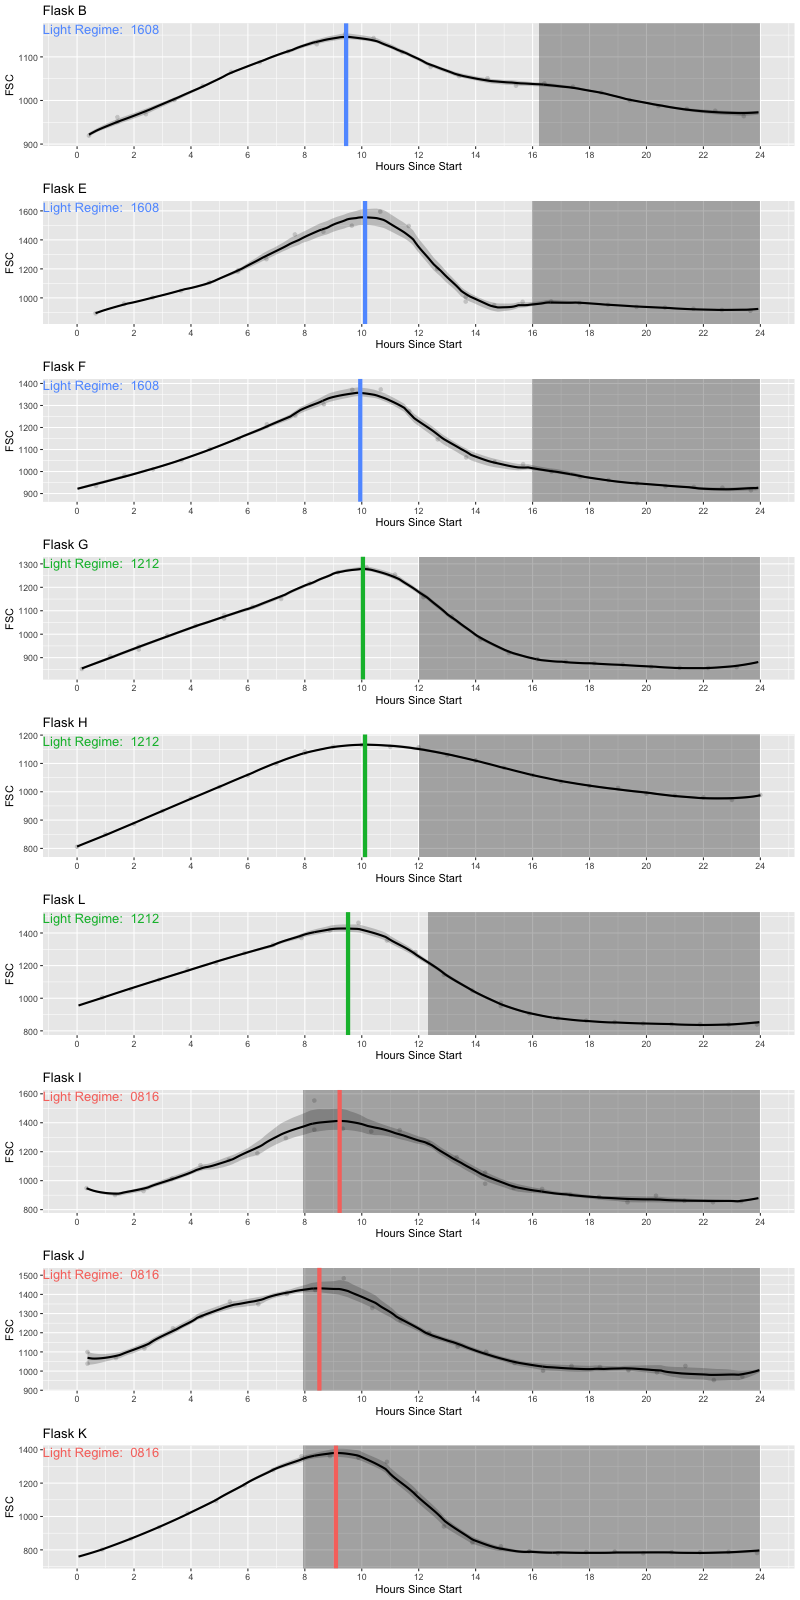 Flask B
Light Regime: 1608
FSC
1100
1000
900
0 2 4 6 8 10 12 14 16 18 20 22 24
Hours Since Start
Flask E
Light Regime: 1608
FSC
1600
1400
1200
1000
0 2 4 6 8 10 12 14 16 18 20 22 24
Hours Since Start
Flask F
Light Regime: 1608
FSC
1400
1300
1200
1100
1000
900
0 2 4 6 8 10 12 14 16 18 20 22 24
Hours Since Start
Flask G
Light Regime: 1212
FSC
1300
1200
1100
1000
900
0 2 4 6 8 10 12 14 16 18 20 22 24
Hours Since Start
Flask H
Light Regime: 1212
FSC
1200
1100
1000
900
800
0 2 4 6 8 10 12 14 16 18 20 22 24
Hours Since Start
Flask L
Light Regime: 1212
FSC
1400
1200
1000
800
0 2 4 6 8 10 12 14 16 18 20 22 24
Hours Since Start
Flask I
Light Regime: 0816
FSC
1600
1400
1200
1000
800
0 2 4 6 8 10 12 14 16 18 20 22 24
Hours Since Start
Flask J
Light Regime: 0816
FSC
1500
1400
1300
1200
1100
1000
900
0 2 4 6 8 10 12 14 16 18 20 22 24
Hours Since Start
Flask K
Light Regime: 0816
FSC
1400
1200
1000
800
0 2 4 6 8 10 12 14 16 18 20 22 24
Hours Since Start